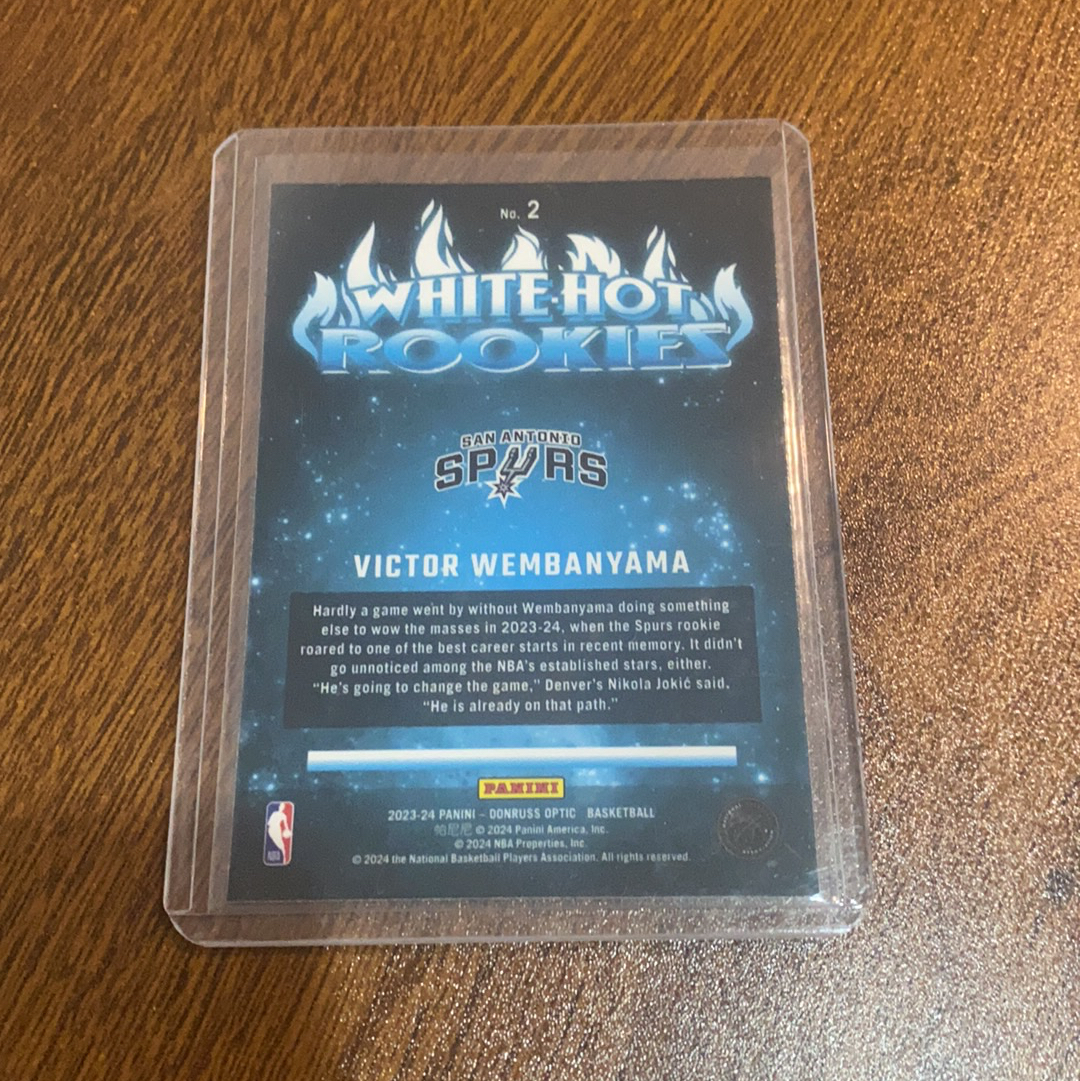 No. 2
WHITE-HOT
ROOKIES
SAN ANTONIO
SPURS
VICTOR WEMBANYAMA
Hardly a game went by without Wembanyama doing something
else to wow the masses in 2023-24, when the Spurs rookie
roared to one of the best career starts in recent memory. It didn't
go unnoticed among the NBA's established stars, either.
"He's going to change the game," Denver's Nikola Jokić said.
"He is already on that path."
PANINI
2023-24 PANINI – DONRUSS OPTIC BASKETBALL
帕尼尼 © 2024 Panini America, Inc.
© 2024 NBA Properties, Inc.
© 2024 the National Basketball Players Association. All rights reserved.
NBA